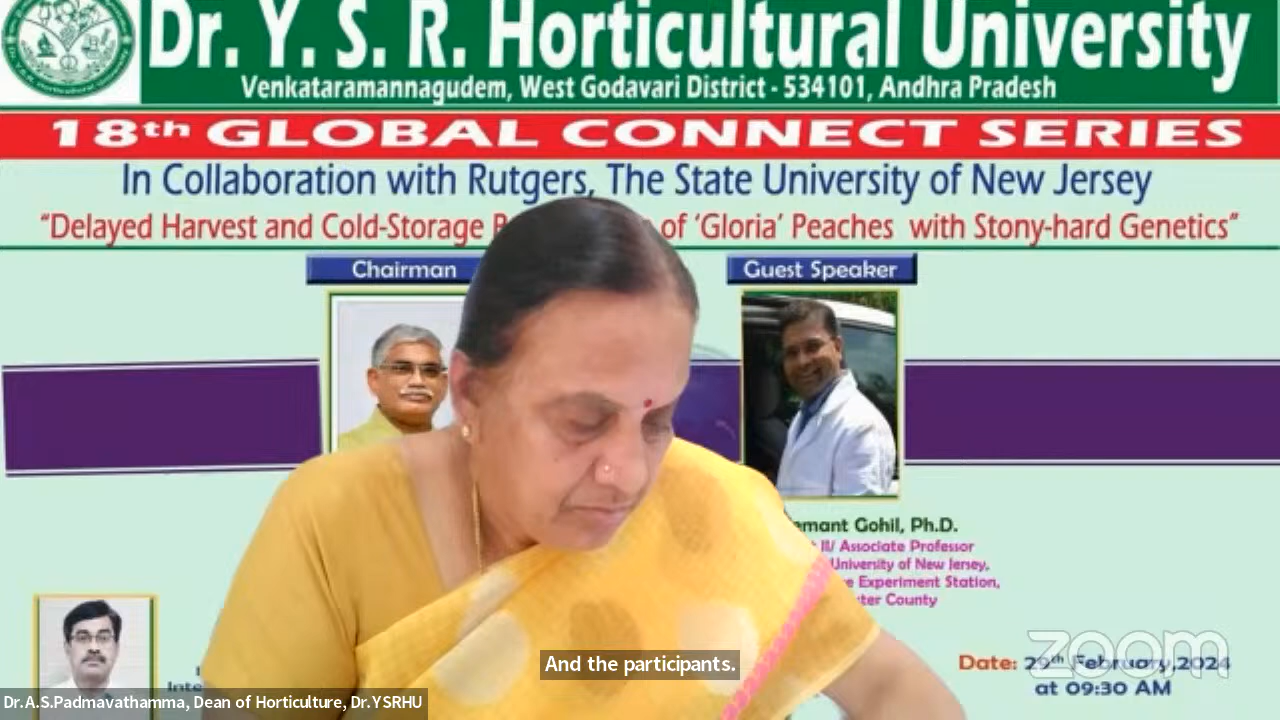 Dr. Y. S. R. Horticultural University
Venkataramannagudem, West Godavari District - 534101, Andhra Pradesh
18th GLOBAL CONNECT SERIES
In Collaboration with Rutgers, The State University of New Jersey
“Delayed Harvest and Cold-Storage of ‘Gloria’ Peaches with Stony-hard Genetics”
Chairman
Guest Speaker
Gohil, Ph.D.
II/ Associate Professor
University of New Jersey,
Experiment Station,
County
And the participants.
zoom
Date: 29th February,2024
at 09:30 AM
Dr.A.S.Padmavathamma, Dean of Horticulture, Dr.YSRHU